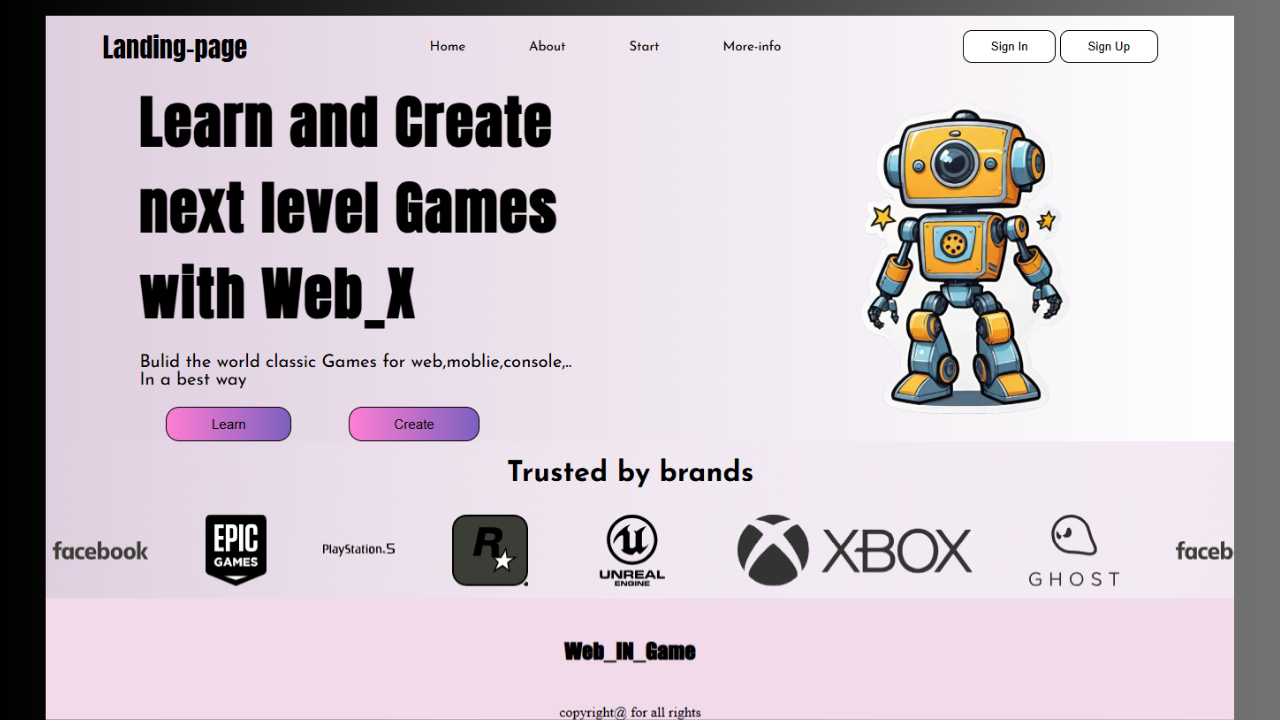 Landing-page
Home
About
Start
More-info
Sign In
Sign Up
Learn and Create
next level Games
with Web_X
Bulid the world classic Games for web,moblie,console,..
In a best way
Learn
Create
Trusted by brands
facebook
EPIC
GAMES
PlayStation.5
R
UNREAL
ENGINE
XBOX
GHOST
faceb
Web_IN_Game
copyright@ for all rights